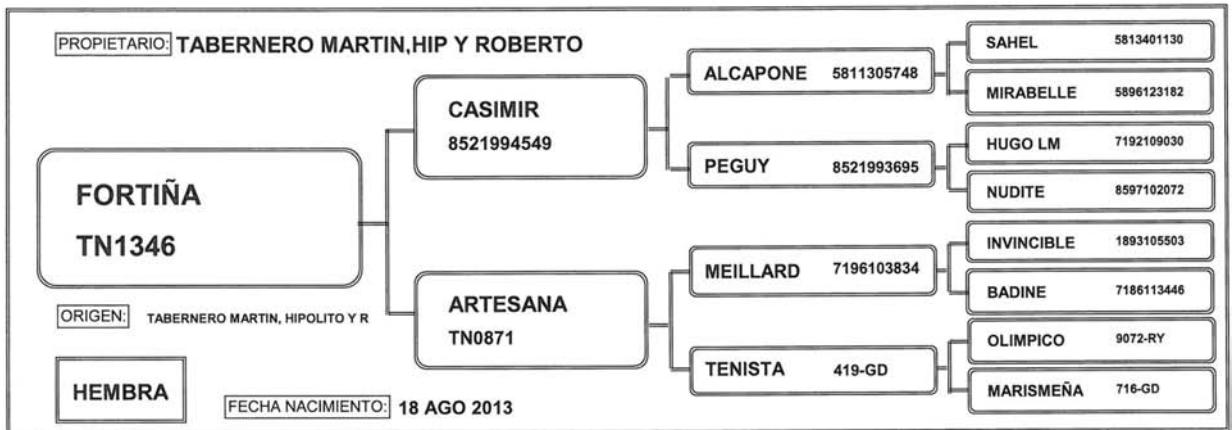 PROPIETARIO: TABERNERO MARTIN,HIP Y ROBERTO
FORTIÑA
TN1346
ORIGEN: TABERNERO MARTIN, HIPOLITO Y R
HEMBRA
FECHA NACIMIENTO: 18 AGO 2013
CASIMIR
8521994549
ARTESANA
TN0871
ALCAPONE 5811305748
PEGUY 8521993695
MEILLARD 7196103834
TENISTA 419-GD
SAHEL 5813401130
MIRABELLE 5896123182
HUGO LM 7192109030
NUDITE 8597102072
INVINCIBLE 1893105503
BADINE 7186113446
OLIMPICO 9072-RY
MARISMEÑA 716-GD